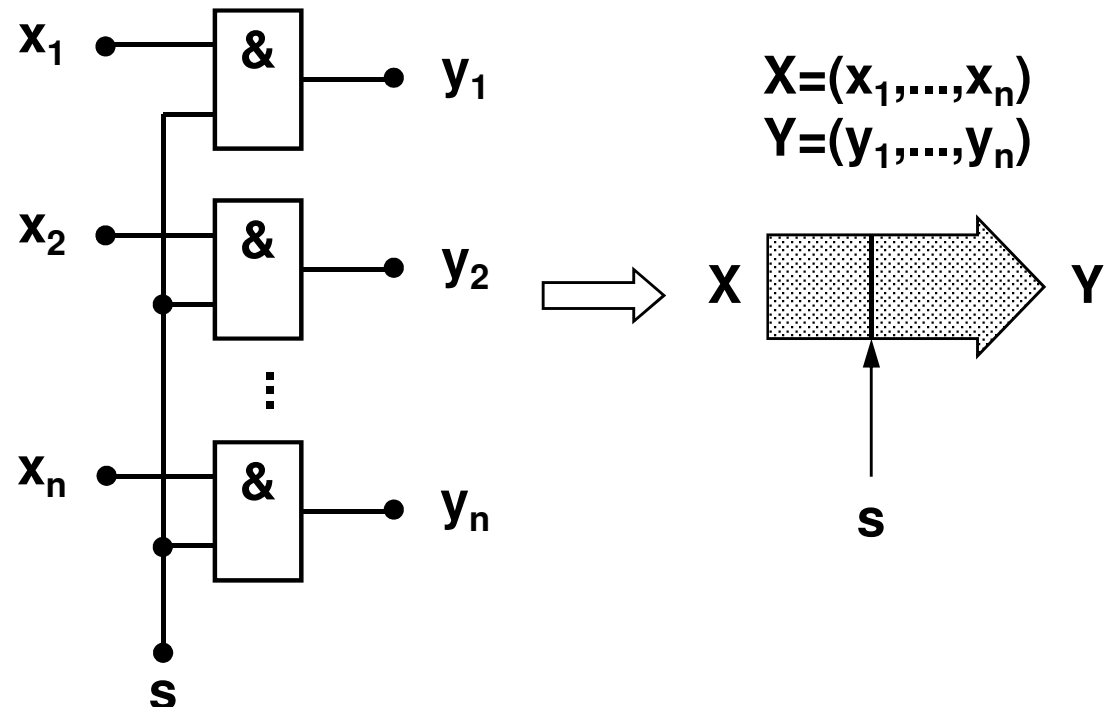 x₁
&
y₁
x₂
&
y₂
xₙ
&
yₙ
s
X=(x₁,...,xₙ)
Y=(y₁,...,yₙ)
X
Y
s